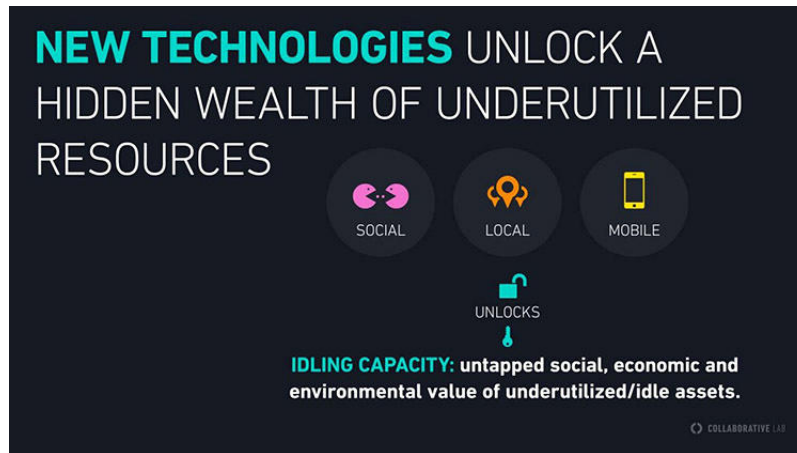 NEW TECHNOLOGIES UNLOCK A
HIDDEN WEALTH OF UNDERUTILIZED
RESOURCES
SOCIAL
LOCAL
MOBILE
UNLOCKS
IDLING CAPACITY: untapped social, economic and
environmental value of underutilized/idle assets.
COLLABORATIVE LAB